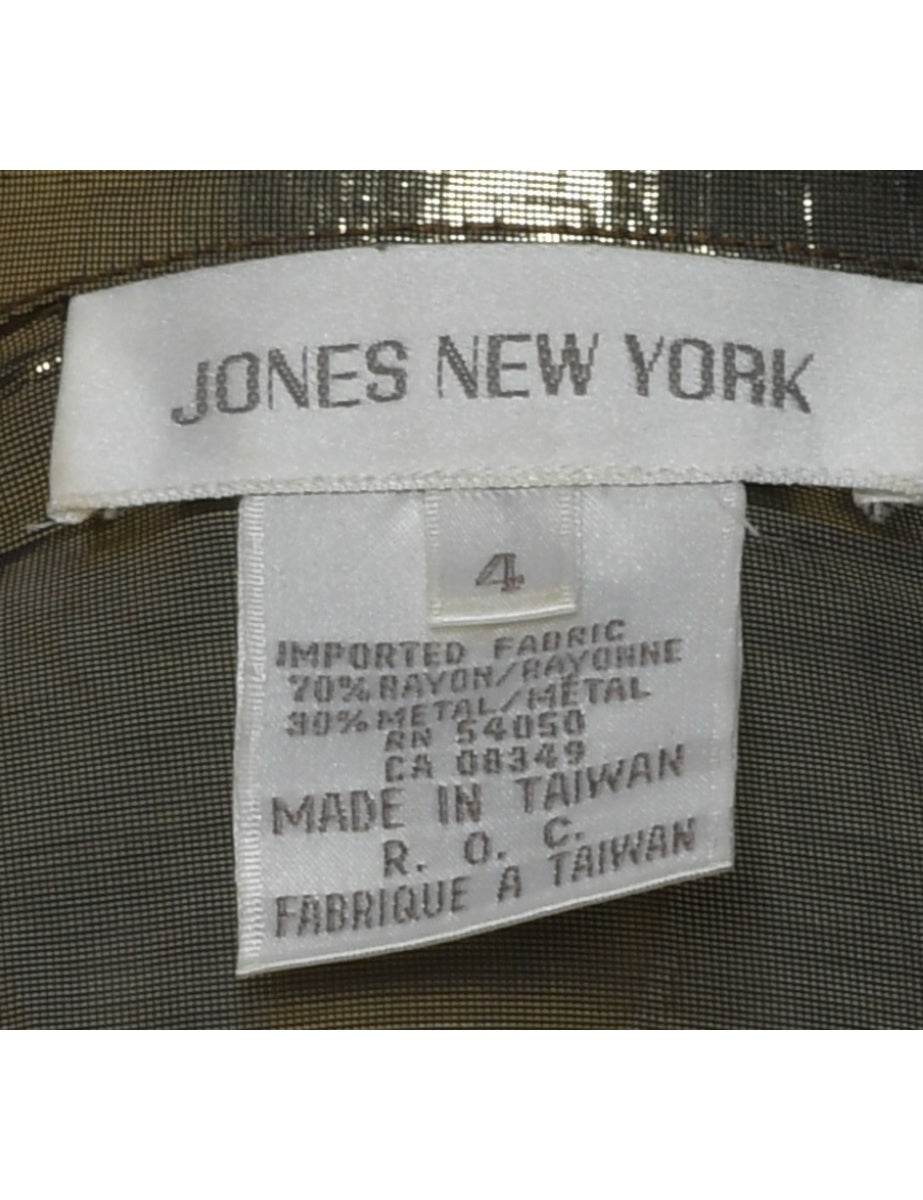 JONES NEW YORK
4
IMPORTED FABRIC
70% RAYON/RAYONNE
30% METAL/MÉTAL
RN 54050
CA 08349
MADE IN TAIWAN
R. O. C.
FABRIQUE A TAIWAN